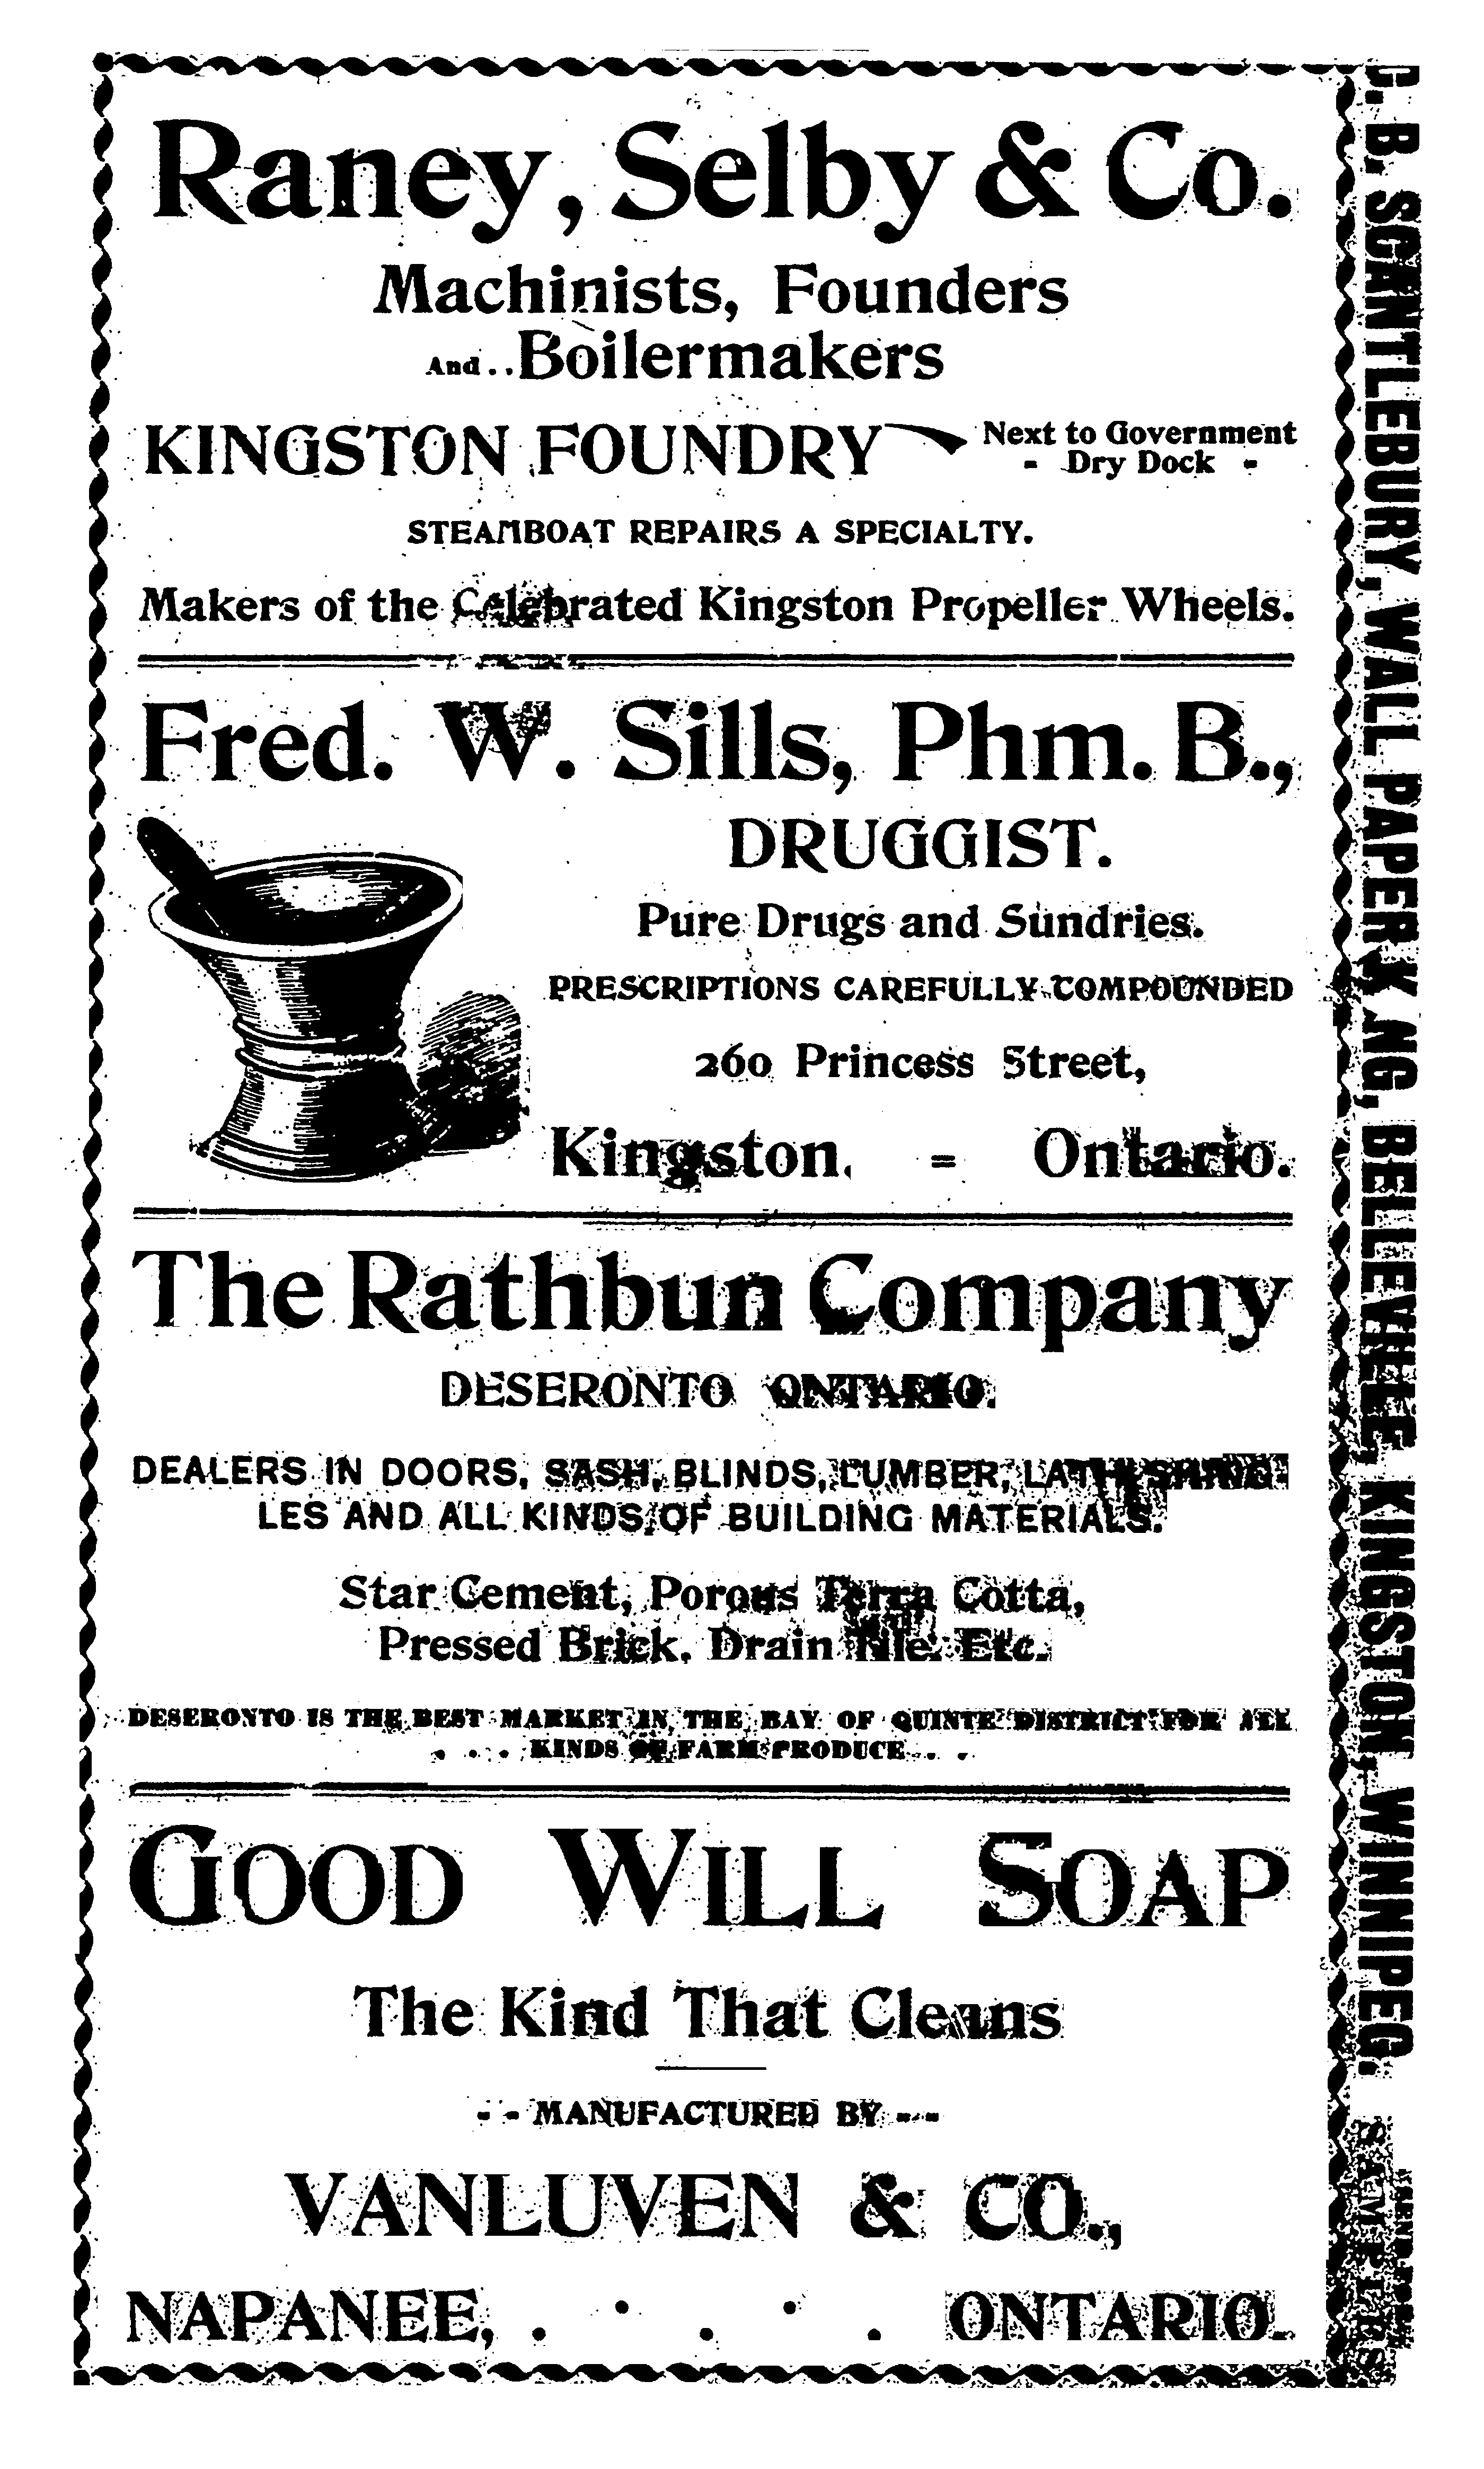 Raney, Selby & Co.
Machinists, Founders
And .. Boilermakers
KINGSTON FOUNDRY Next to Government
- Dry Dock -
STEAMBOAT REPAIRS A SPECIALTY.
Makers of the Celebrated Kingston Propeller Wheels.
Fred. W. Sills, Phm. B.,
DRUGGIST.
Pure Drugs and Sundries.
PRESCRIPTIONS CAREFULLY COMPOUNDED
260 Princess Street,
Kingston, = Ontario.
The Rathbun Company
DESERONTO ONTARIO.
DEALERS IN DOORS, SASH, BLINDS, LUMBER, LATH, SHING-
LES AND ALL KINDS OF BUILDING MATERIALS.
Star Cement, Porous Terra Cotta,
Pressed Brick, Drain Tile, Etc.
DESERONTO IS THE BEST MARKET IN THE BAY OF QUINTE DISTRICT FOR ALL
. . . KINDS OF FARM PRODUCE . . .
GOOD WILL SOAP
The Kind That Cleans
- - MANUFACTURED BY - -
VANLUVEN & CO.,
NAPANEE, . . . . . ONTARIO.
C. B. SCANTLEBURY, WALL PAPER KING, BELLEVILLE, KINGSTON, WINNIPEG.
SAMPLES